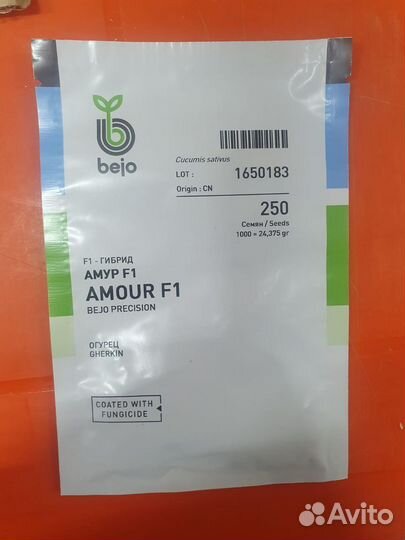 bejo
Cucumis sativus
LOT : 1650183
Origin : CN
250
Семян / Seeds
1000 = 24,375 gr
F1 - ГИБРИД
АМУР F1
AMOUR F1
BEJO PRECISION
ОГУРЕЦ
GHERKIN
COATED WITH
FUNGICIDE
Avito